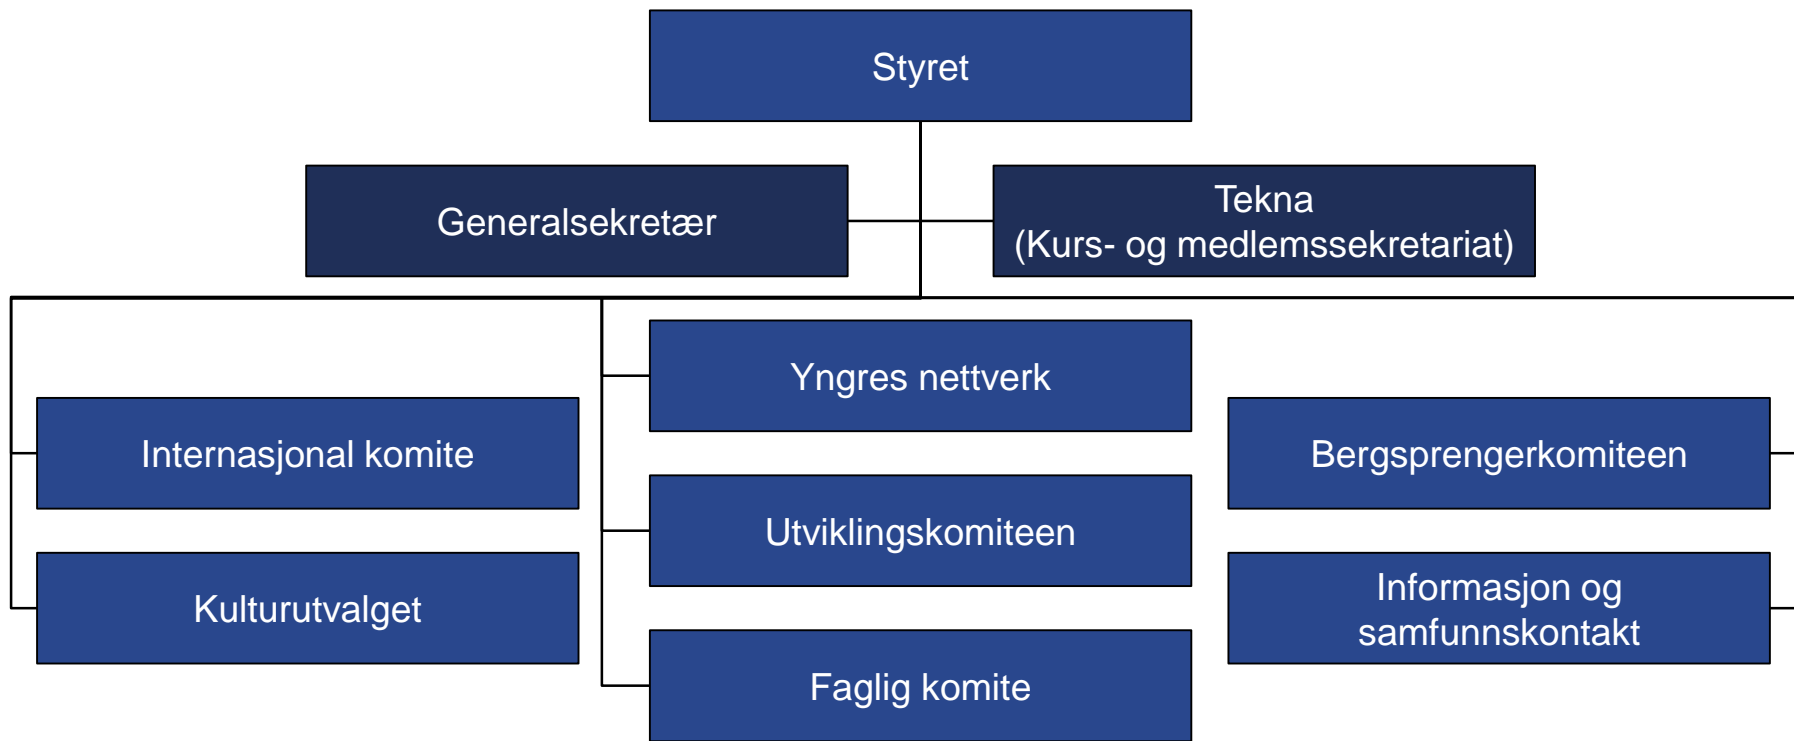 Styret
Generalsekretær
Tekna
(Kurs- og medlemssekretariat)
Yngres nettverk
Internasjonal komite
Bergsprengerkomiteen
Utviklingskomiteen
Kulturutvalget
Informasjon og
samfunnskontakt
Faglig komite